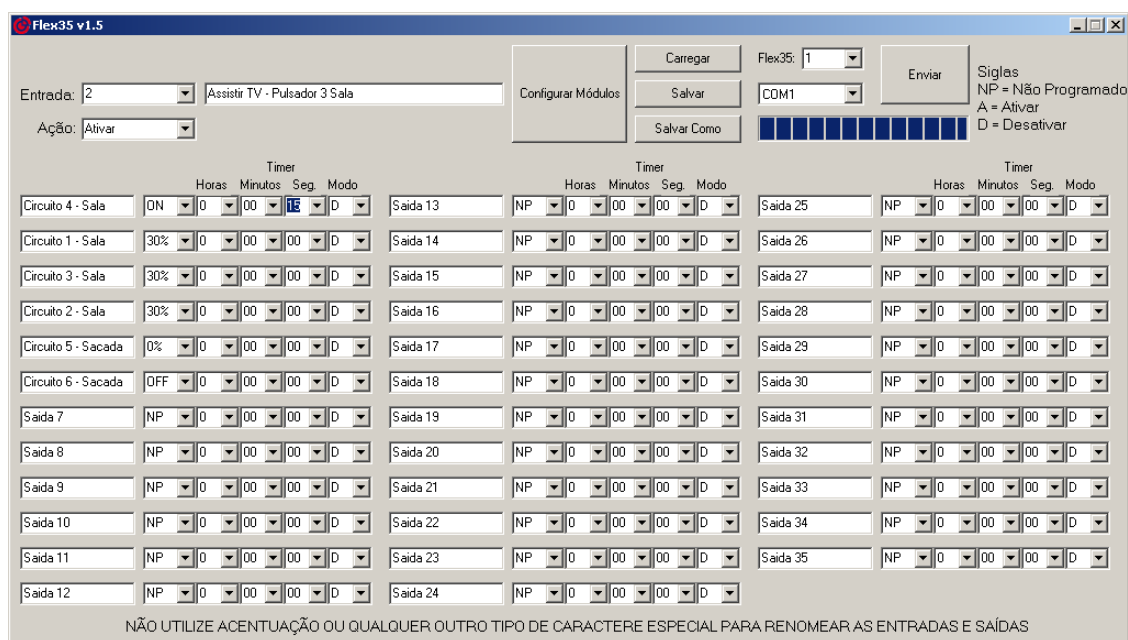 Flex35 v1.5
Entrada: 2 Assistir TV - Pulsador 3 Sala
Ação: Ativar
Configurar Módulos
Carregar
Salvar
Salvar Como
Flex35: 1
COM1
Enviar
Siglas
NP = Não Programado
A = Ativar
D = Desativar
Timer Timer Timer
Horas Minutos Seg. Modo Horas Minutos Seg. Modo Horas Minutos Seg. Modo
Circuito 4 - Sala ON 0 00 15 D Saida 13 NP 0 00 00 D Saida 25 NP 0 00 00 D
Circuito 1 - Sala 30% 0 00 00 D Saida 14 NP 0 00 00 D Saida 26 NP 0 00 00 D
Circuito 3 - Sala 30% 0 00 00 D Saida 15 NP 0 00 00 D Saida 27 NP 0 00 00 D
Circuito 2 - Sala 30% 0 00 00 D Saida 16 NP 0 00 00 D Saida 28 NP 0 00 00 D
Circuito 5 - Sacada 0% 0 00 00 D Saida 17 NP 0 00 00 D Saida 29 NP 0 00 00 D
Circuito 6 - Sacada OFF 0 00 00 D Saida 18 NP 0 00 00 D Saida 30 NP 0 00 00 D
Saida 7 NP 0 00 00 D Saida 19 NP 0 00 00 D Saida 31 NP 0 00 00 D
Saida 8 NP 0 00 00 D Saida 20 NP 0 00 00 D Saida 32 NP 0 00 00 D
Saida 9 NP 0 00 00 D Saida 21 NP 0 00 00 D Saida 33 NP 0 00 00 D
Saida 10 NP 0 00 00 D Saida 22 NP 0 00 00 D Saida 34 NP 0 00 00 D
Saida 11 NP 0 00 00 D Saida 23 NP 0 00 00 D Saida 35 NP 0 00 00 D
Saida 12 NP 0 00 00 D Saida 24 NP 0 00 00 D
NÃO UTILIZE ACENTUAÇÃO OU QUALQUER OUTRO TIPO DE CARACTERE ESPECIAL PARA RENOMEAR AS ENTRADAS E SAÍDAS